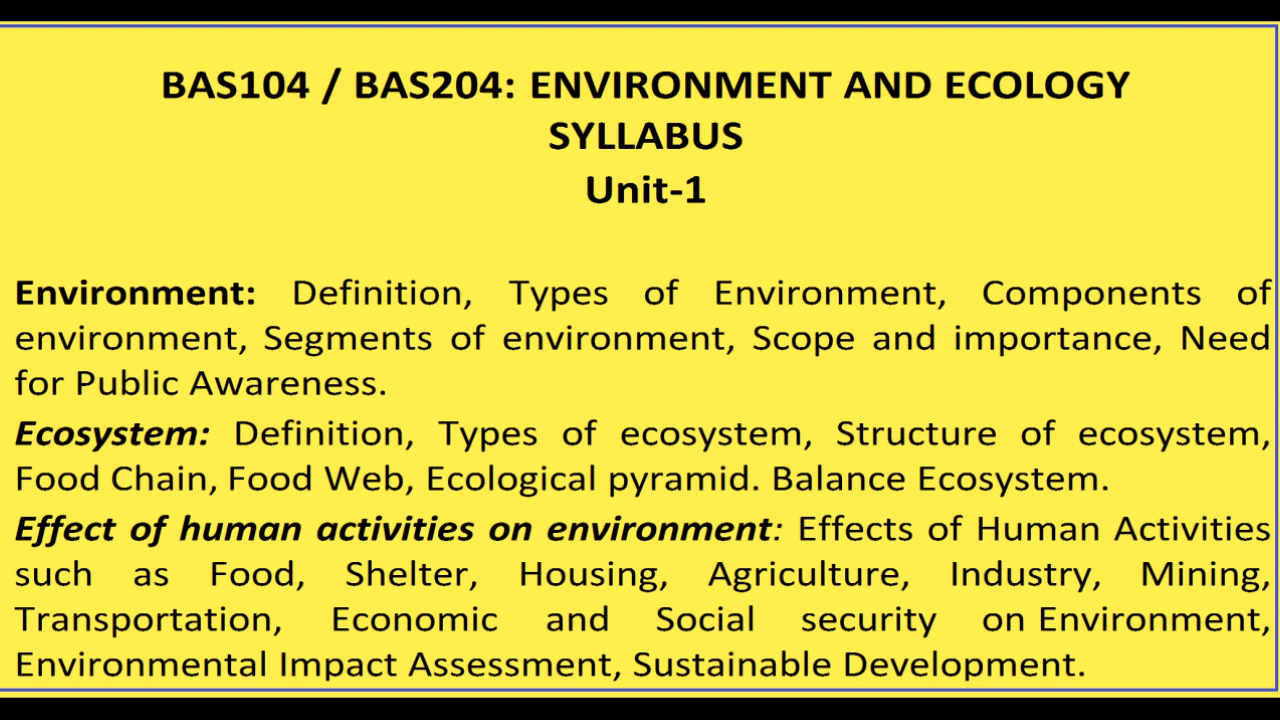 BAS104 / BAS204: ENVIRONMENT AND ECOLOGY
SYLLABUS
Unit-1
Environment: Definition, Types of Environment, Components of
environment, Segments of environment, Scope and importance, Need
for Public Awareness.
Ecosystem: Definition, Types of ecosystem, Structure of ecosystem,
Food Chain, Food Web, Ecological pyramid. Balance Ecosystem.
Effect of human activities on environment: Effects of Human Activities
such as Food, Shelter, Housing, Agriculture, Industry, Mining,
Transportation, Economic and Social security on Environment,
Environmental Impact Assessment, Sustainable Development.